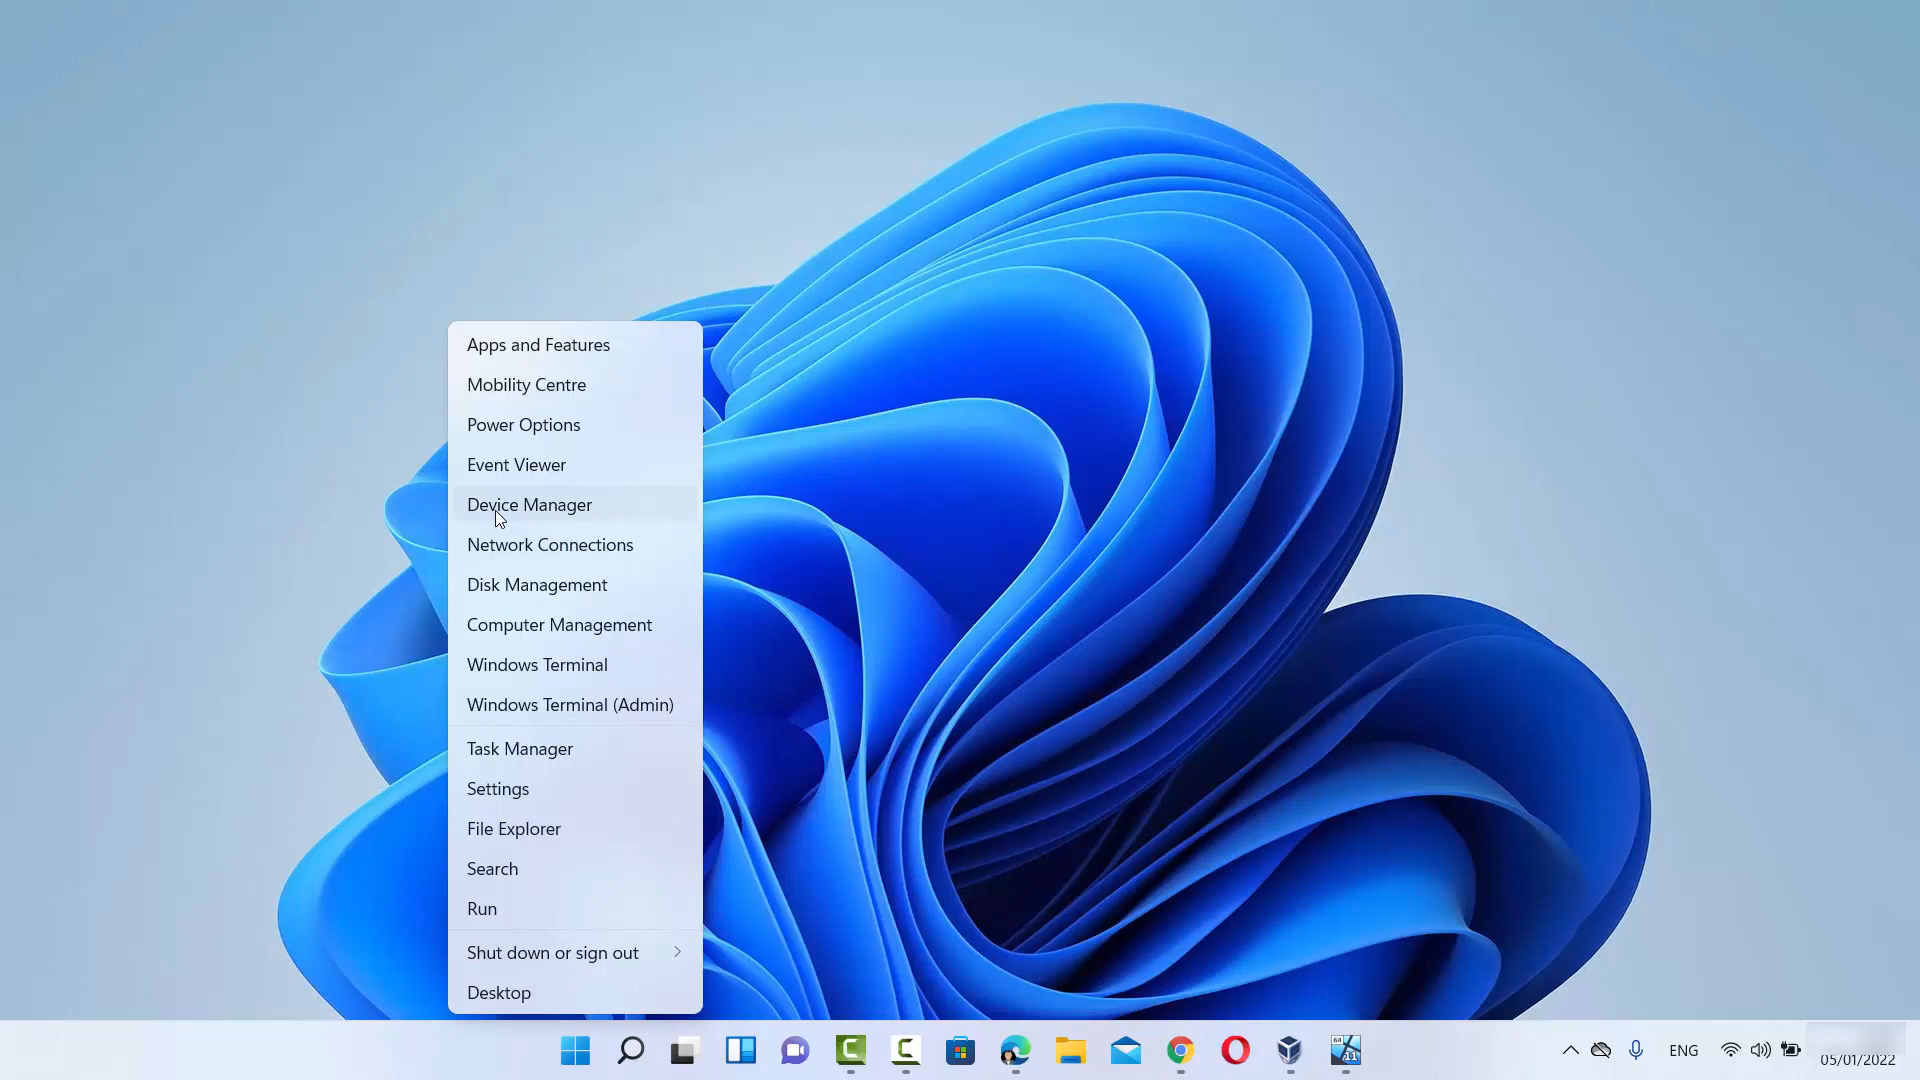 Apps and Features
Mobility Centre
Power Options
Event Viewer
Device Manager
Network Connections
Disk Management
Computer Management
Windows Terminal
Windows Terminal (Admin)
Task Manager
Settings
File Explorer
Search
Run
Shut down or sign out
Desktop
64
11
ENG
05/01/2022